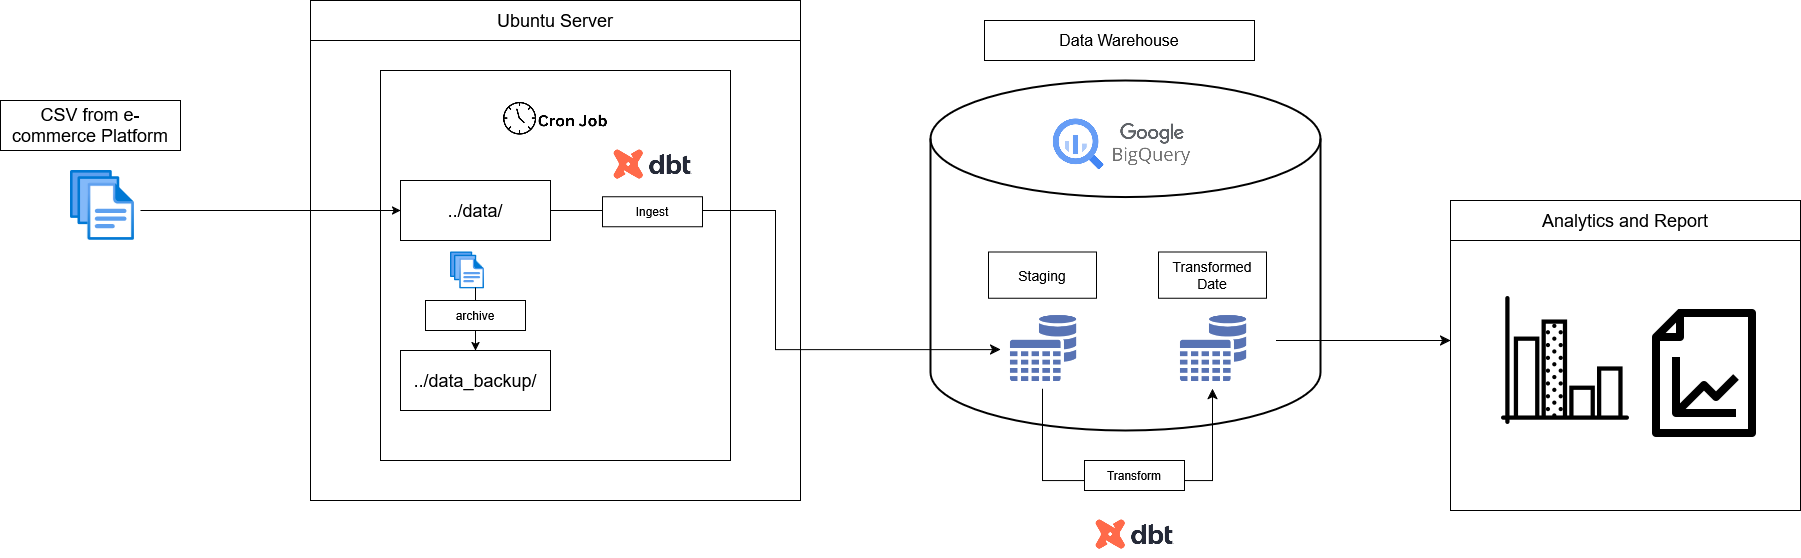 Ubuntu Server
Data Warehouse
CSV from e-
commerce Platform
Cron Job
dbt
Google
BigQuery
../data/
Ingest
Analytics and Report
Staging
Transformed
Date
archive
../data_backup/
Transform
dbt